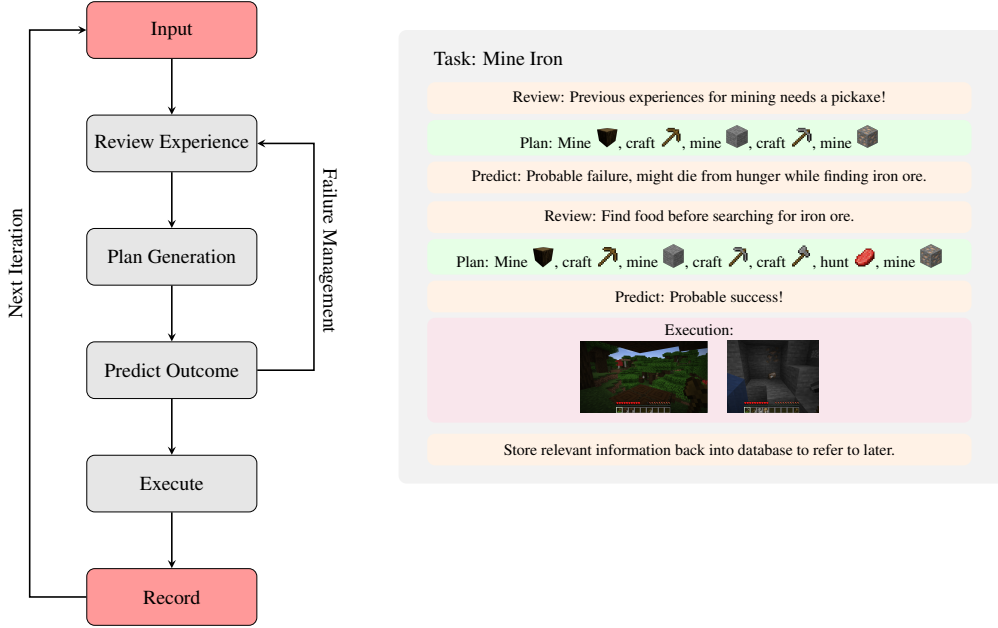 Input
Review Experience
Plan Generation
Predict Outcome
Execute
Record
Next Iteration
Failure Management
Task: Mine Iron
Review: Previous experiences for mining needs a pickaxe!
Plan: Mine , craft , mine , craft , mine
Predict: Probable failure, might die from hunger while finding iron ore.
Review: Find food before searching for iron ore.
Plan: Mine , craft , mine , craft , craft , hunt , mine
Predict: Probable success!
Execution:
Store relevant information back into database to refer to later.